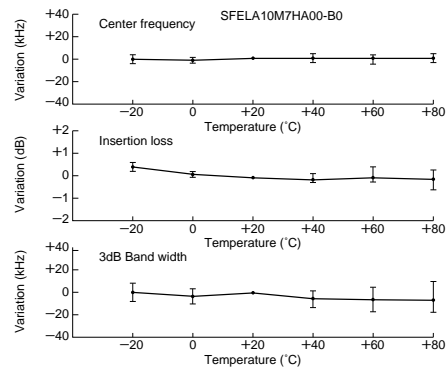 SFELA10M7HA00-B0
Center frequency
Variation (kHz)
+40
+20
0
−20
−40
−20 0 +20 +40 +60 +80
Temperature (˚C)
Insertion loss
Variation (dB)
+2
+1
0
−1
−2
−20 0 +20 +40 +60 +80
Temperature (˚C)
3dB Band width
Variation (kHz)
+40
+20
0
−20
−40
−20 0 +20 +40 +60 +80
Temperature (˚C)